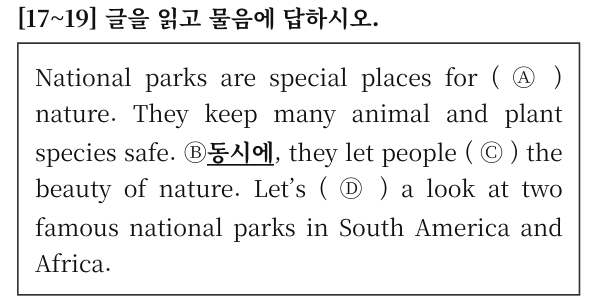 [17~19] 글을 읽고 물음에 답하시오.
National parks are special places for ( Ⓐ )
nature. They keep many animal and plant
species safe. Ⓑ동시에, they let people ( Ⓒ ) the
beauty of nature. Let’s ( Ⓓ ) a look at two
famous national parks in South America and
Africa.